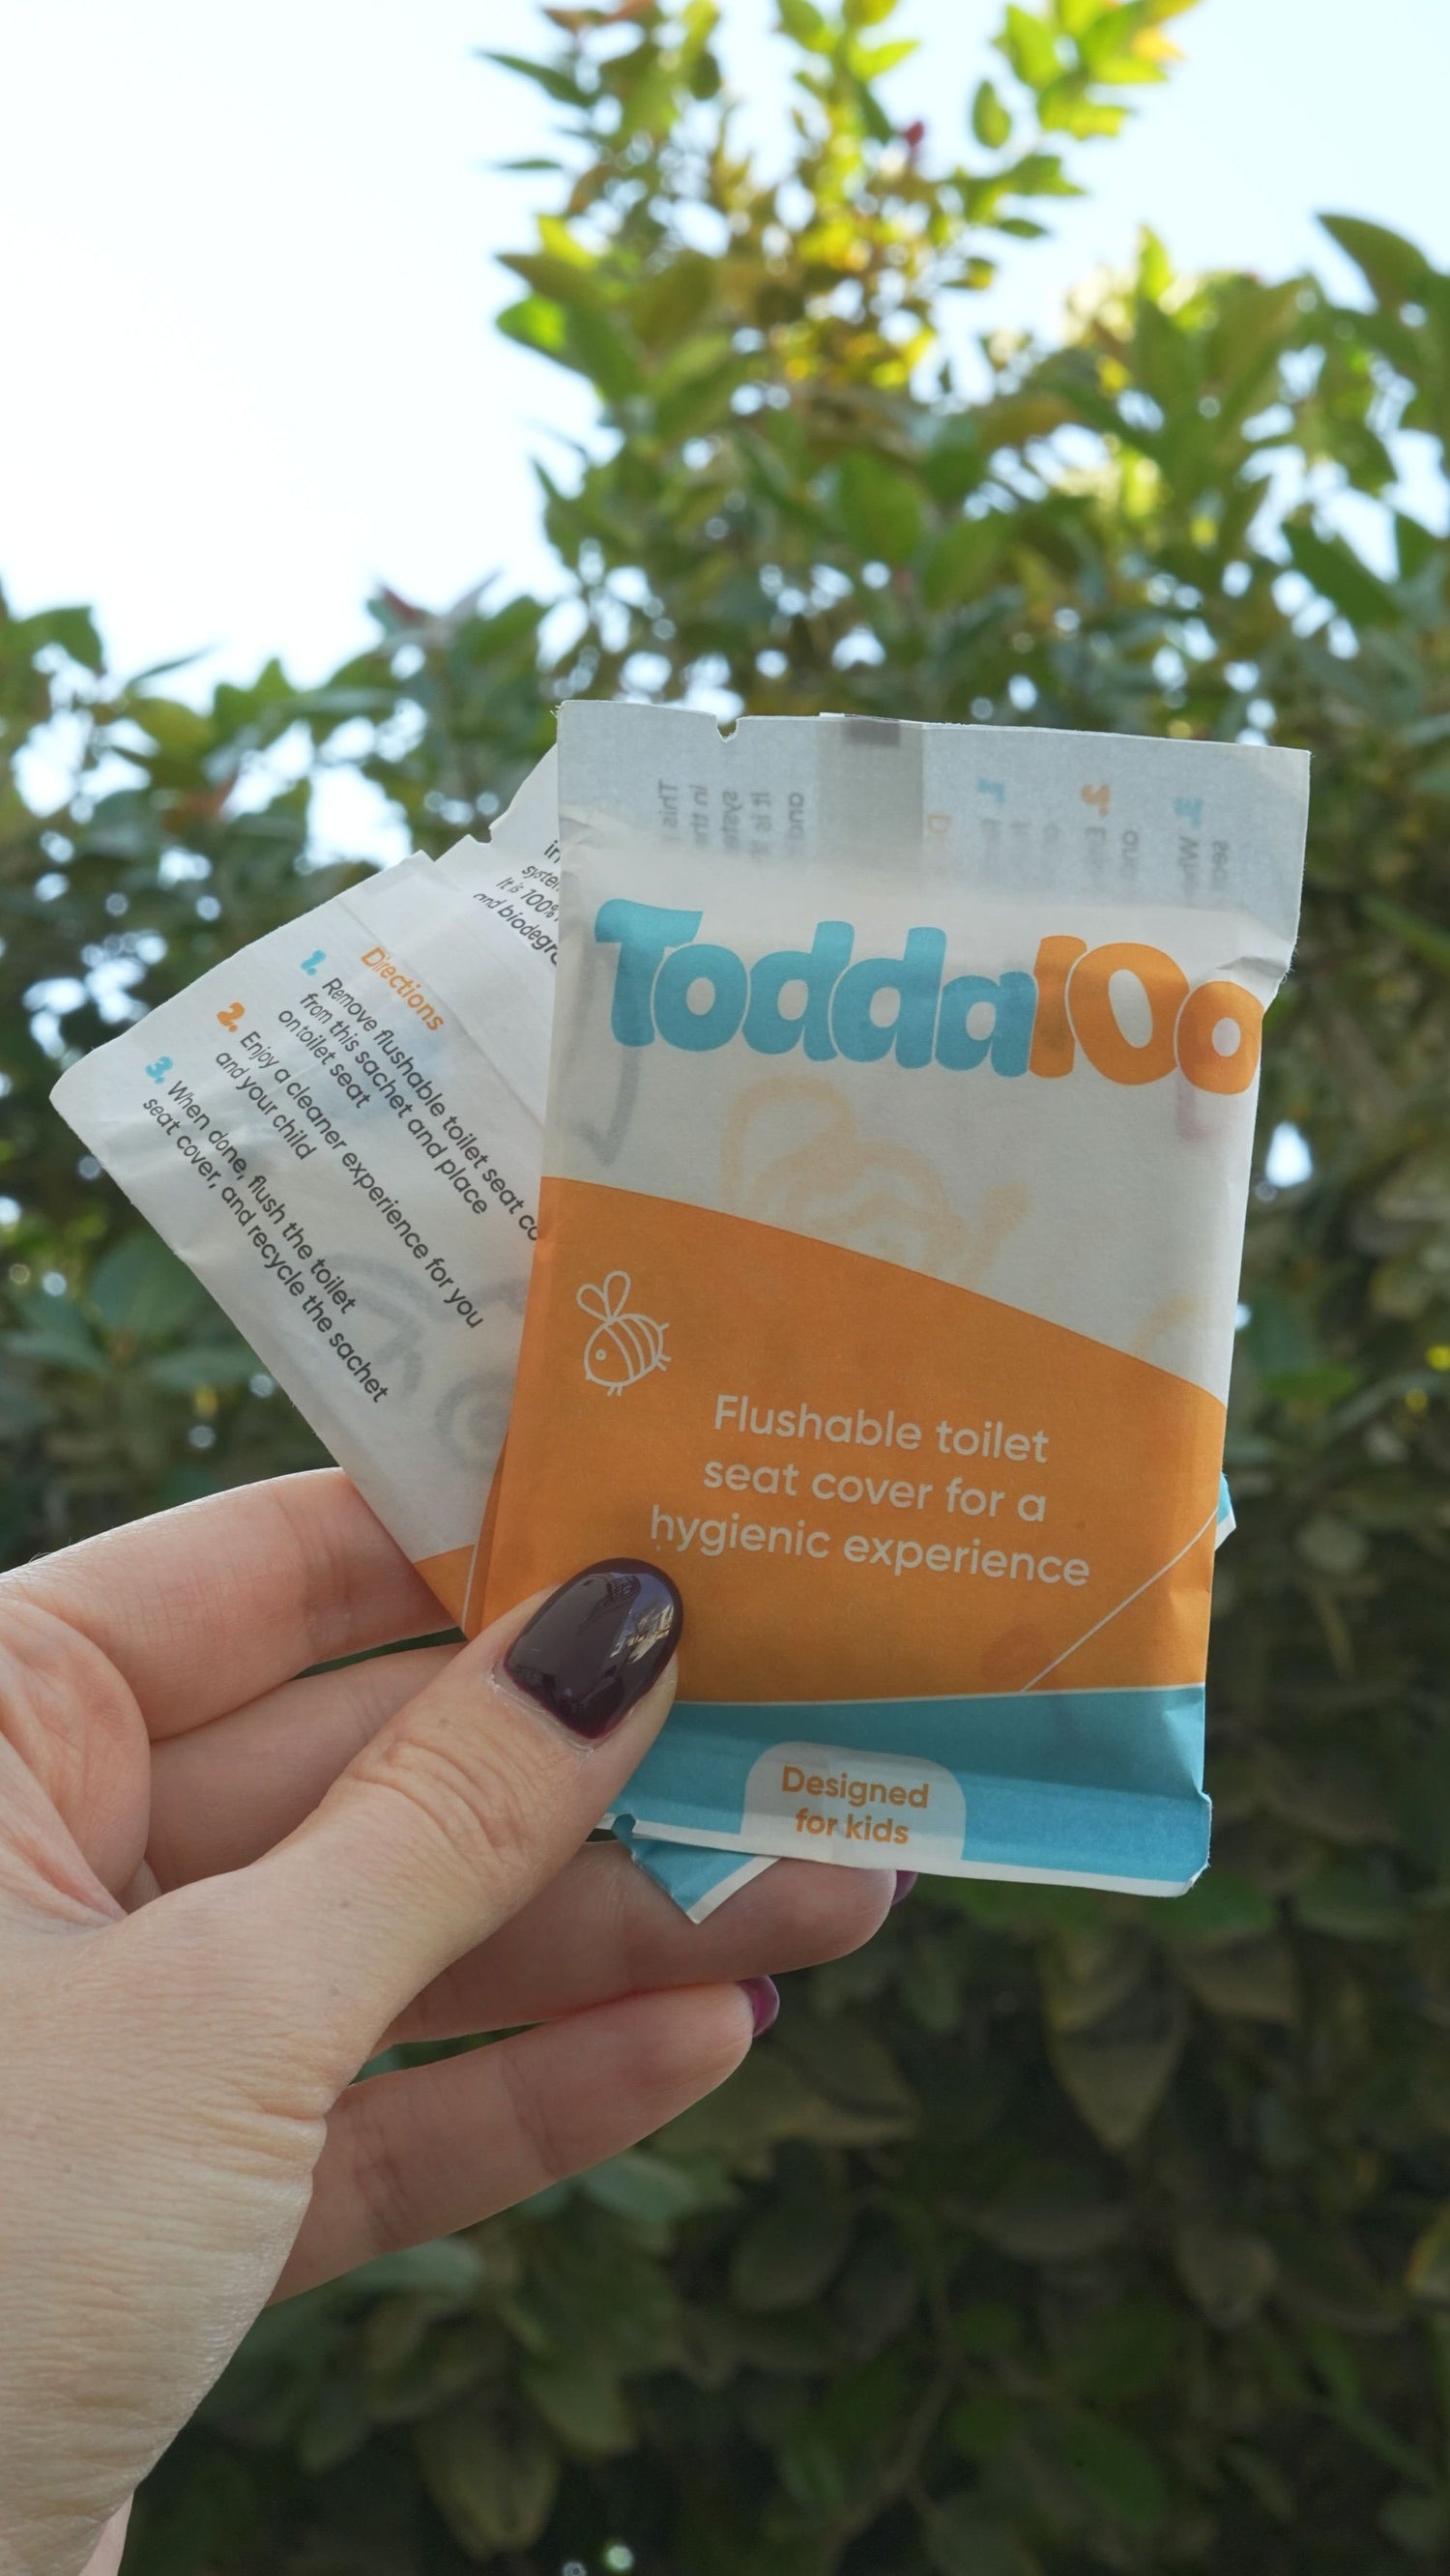 Toddaloo
Flushable toilet
seat cover for a
hygienic experience
Designed
for kids
in
It is 100%
and
Directions
1. Remove flushable toilet seat
from this sachet and place
on toilet seat
2. Enjoy a cleaner experience for you
and your child
3. When done, flush the toilet
seat cover, and recycle the sachet